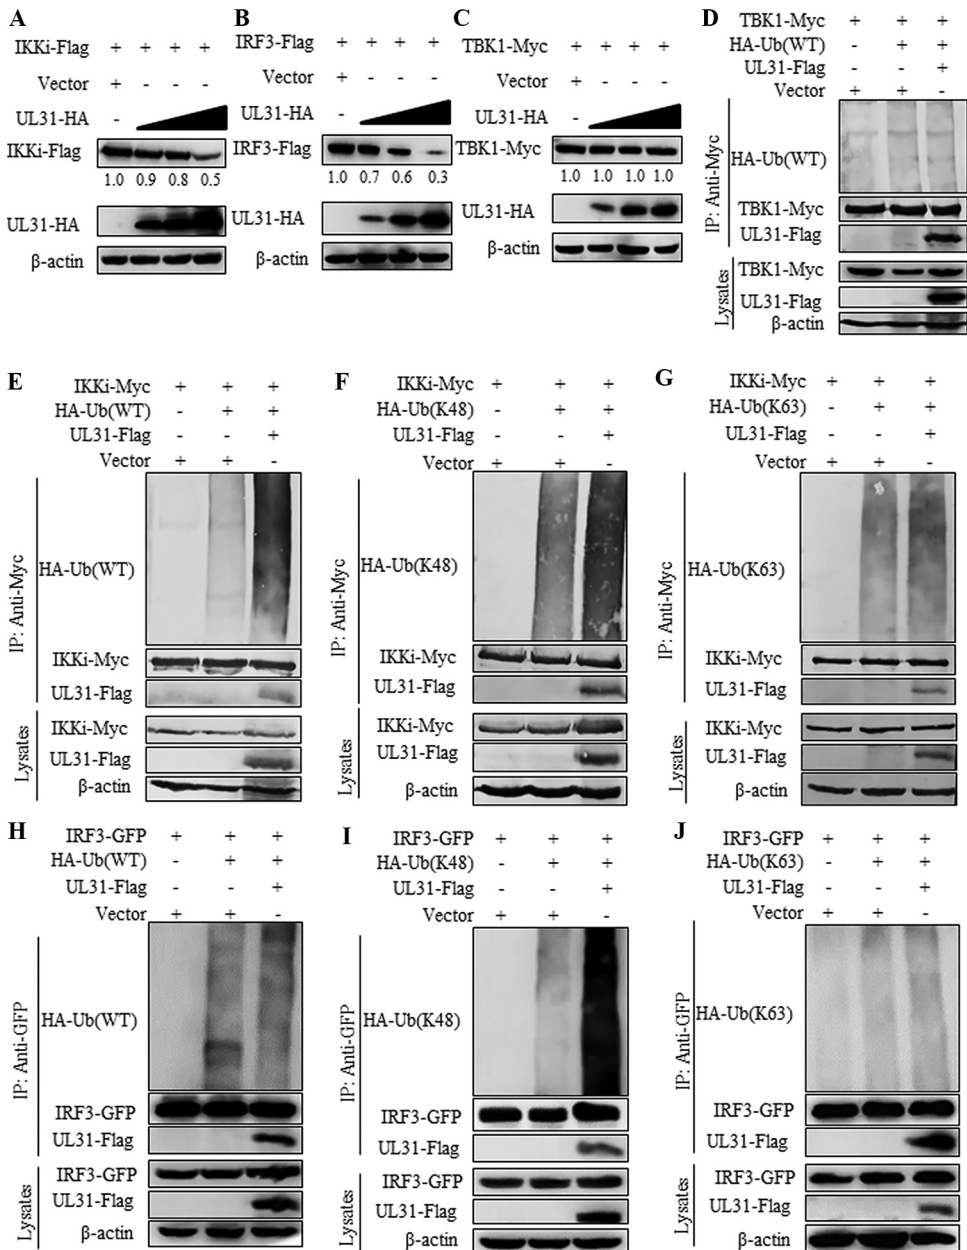 A
IKKi-Flag + + + +
Vector + - - -
UL31-HA -
IKKi-Flag
1.0 0.9 0.8 0.5
UL31-HA
β-actin
B
IRF3-Flag + + + +
Vector + - - -
UL31-HA -
IRF3-Flag
1.0 0.7 0.6 0.3
UL31-HA
β-actin
C
TBK1-Myc + + + +
Vector + - - -
UL31-HA -
TBK1-Myc
1.0 1.0 1.0 1.0
UL31-HA
β-actin
D
TBK1-Myc + + +
HA-Ub(WT) - + +
UL31-Flag - - +
Vector + + -
IP: Anti-Myc
HA-Ub(WT)
TBK1-Myc
UL31-Flag
Lysates
TBK1-Myc
UL31-Flag
β-actin
E
IKKi-Myc + + +
HA-Ub(WT) - + +
UL31-Flag - - +
Vector + + -
IP: Anti-Myc
HA-Ub(WT)
IKKi-Myc
UL31-Flag
Lysates
IKKi-Myc
UL31-Flag
β-actin
F
IKKi-Myc + + +
HA-Ub(K48) - + +
UL31-Flag - - +
Vector + + -
IP: Anti-Myc
HA-Ub(K48)
IKKi-Myc
UL31-Flag
Lysates
IKKi-Myc
UL31-Flag
β-actin
G
IKKi-Myc + + +
HA-Ub(K63) - + +
UL31-Flag - - +
Vector + + -
IP: Anti-Myc
HA-Ub(K63)
IKKi-Myc
UL31-Flag
Lysates
IKKi-Myc
UL31-Flag
β-actin
H
IRF3-GFP + + +
HA-Ub(WT) - + +
UL31-Flag - - +
Vector + + -
IP: Anti-GFP
HA-Ub(WT)
IRF3-GFP
UL31-Flag
Lysates
IRF3-GFP
UL31-Flag
β-actin
I
IRF3-GFP + + +
HA-Ub(K48) - + +
UL31-Flag - - +
Vector + + -
IP: Anti-GFP
HA-Ub(K48)
IRF3-GFP
UL31-Flag
Lysates
IRF3-GFP
UL31-Flag
β-actin
J
IRF3-GFP + + +
HA-Ub(K63) - + +
UL31-Flag - - +
Vector + + -
IP: Anti-GFP
HA-Ub(K63)
IRF3-GFP
UL31-Flag
Lysates
IRF3-GFP
UL31-Flag
β-actin